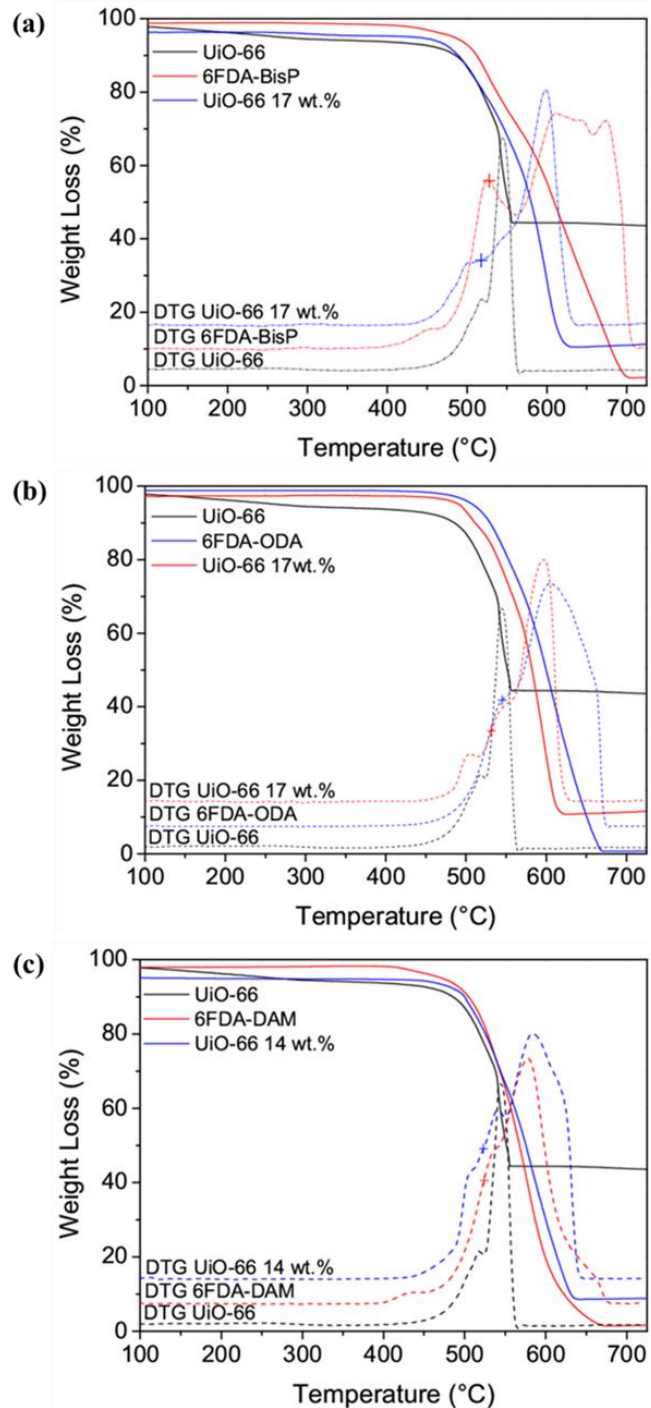 (a)
100
80
60
40
20
0
UiO-66
6FDA-BisP
UiO-66 17 wt.%
DTG UiO-66 17 wt.%
DTG 6FDA-BisP
DTG UiO-66
Weight Loss (%)
100 200 300 400 500 600 700
Temperature (°C)
(b)
100
80
60
40
20
0
UiO-66
6FDA-ODA
UiO-66 17wt.%
DTG UiO-66 17 wt.%
DTG 6FDA-ODA
DTG UiO-66
Weight Loss (%)
100 200 300 400 500 600 700
Temperature (°C)
(c)
100
80
60
40
20
0
UiO-66
6FDA-DAM
UiO-66 14 wt.%
DTG UiO-66 14 wt.%
DTG 6FDA-DAM
DTG UiO-66
Weight Loss (%)
100 200 300 400 500 600 700
Temperature (°C)